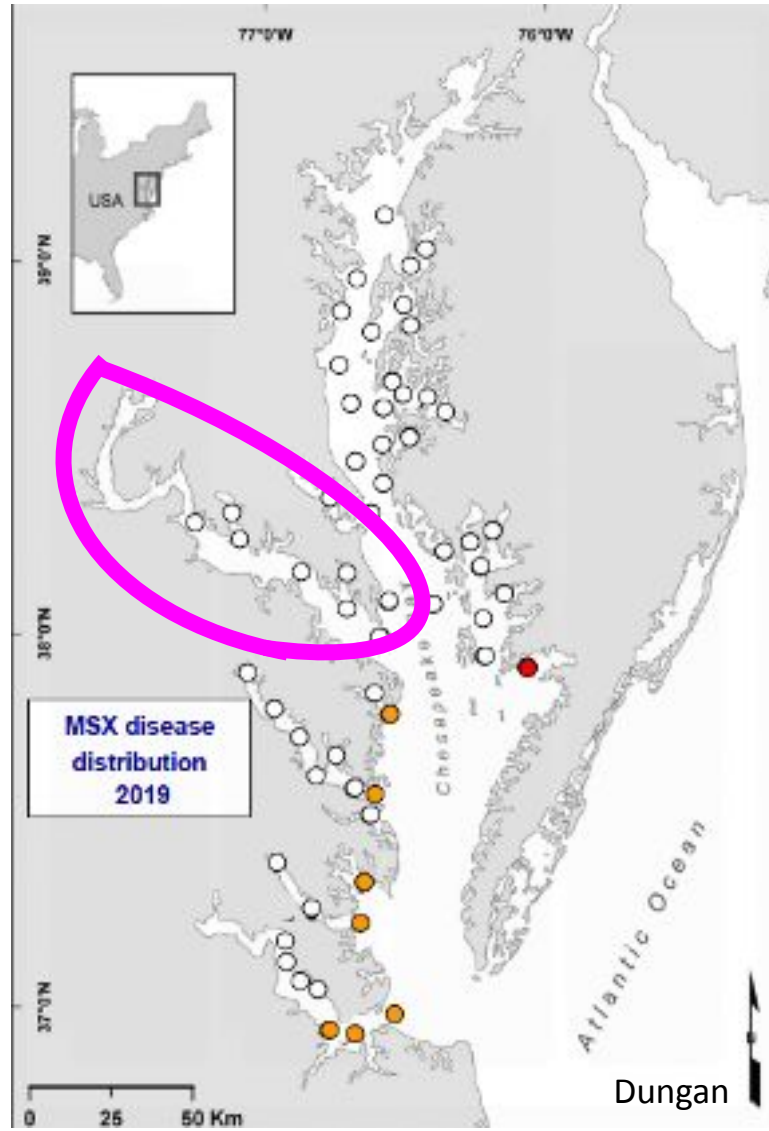 77°0'W
76°0'W
USA
39°0'N
38°0'N
MSX disease
distribution
2019
Chesapeake
37°0'N
Atlantic Ocean
0
25
50 Km
Dungan